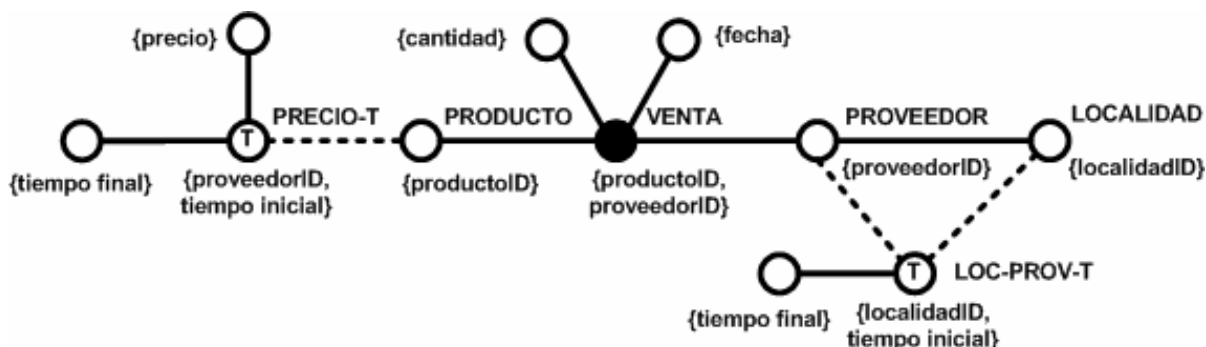 {precio}
{cantidad}
{fecha}
PRECIO-T
PRODUCTO
VENTA
PROVEEDOR
LOCALIDAD
T
{tiempo final}
{proveedorID,
tiempo inicial}
{productoID}
{productoID,
proveedorID}
{proveedorID}
{localidadID}
T
LOC-PROV-T
{tiempo final}
{localidadID,
tiempo inicial}